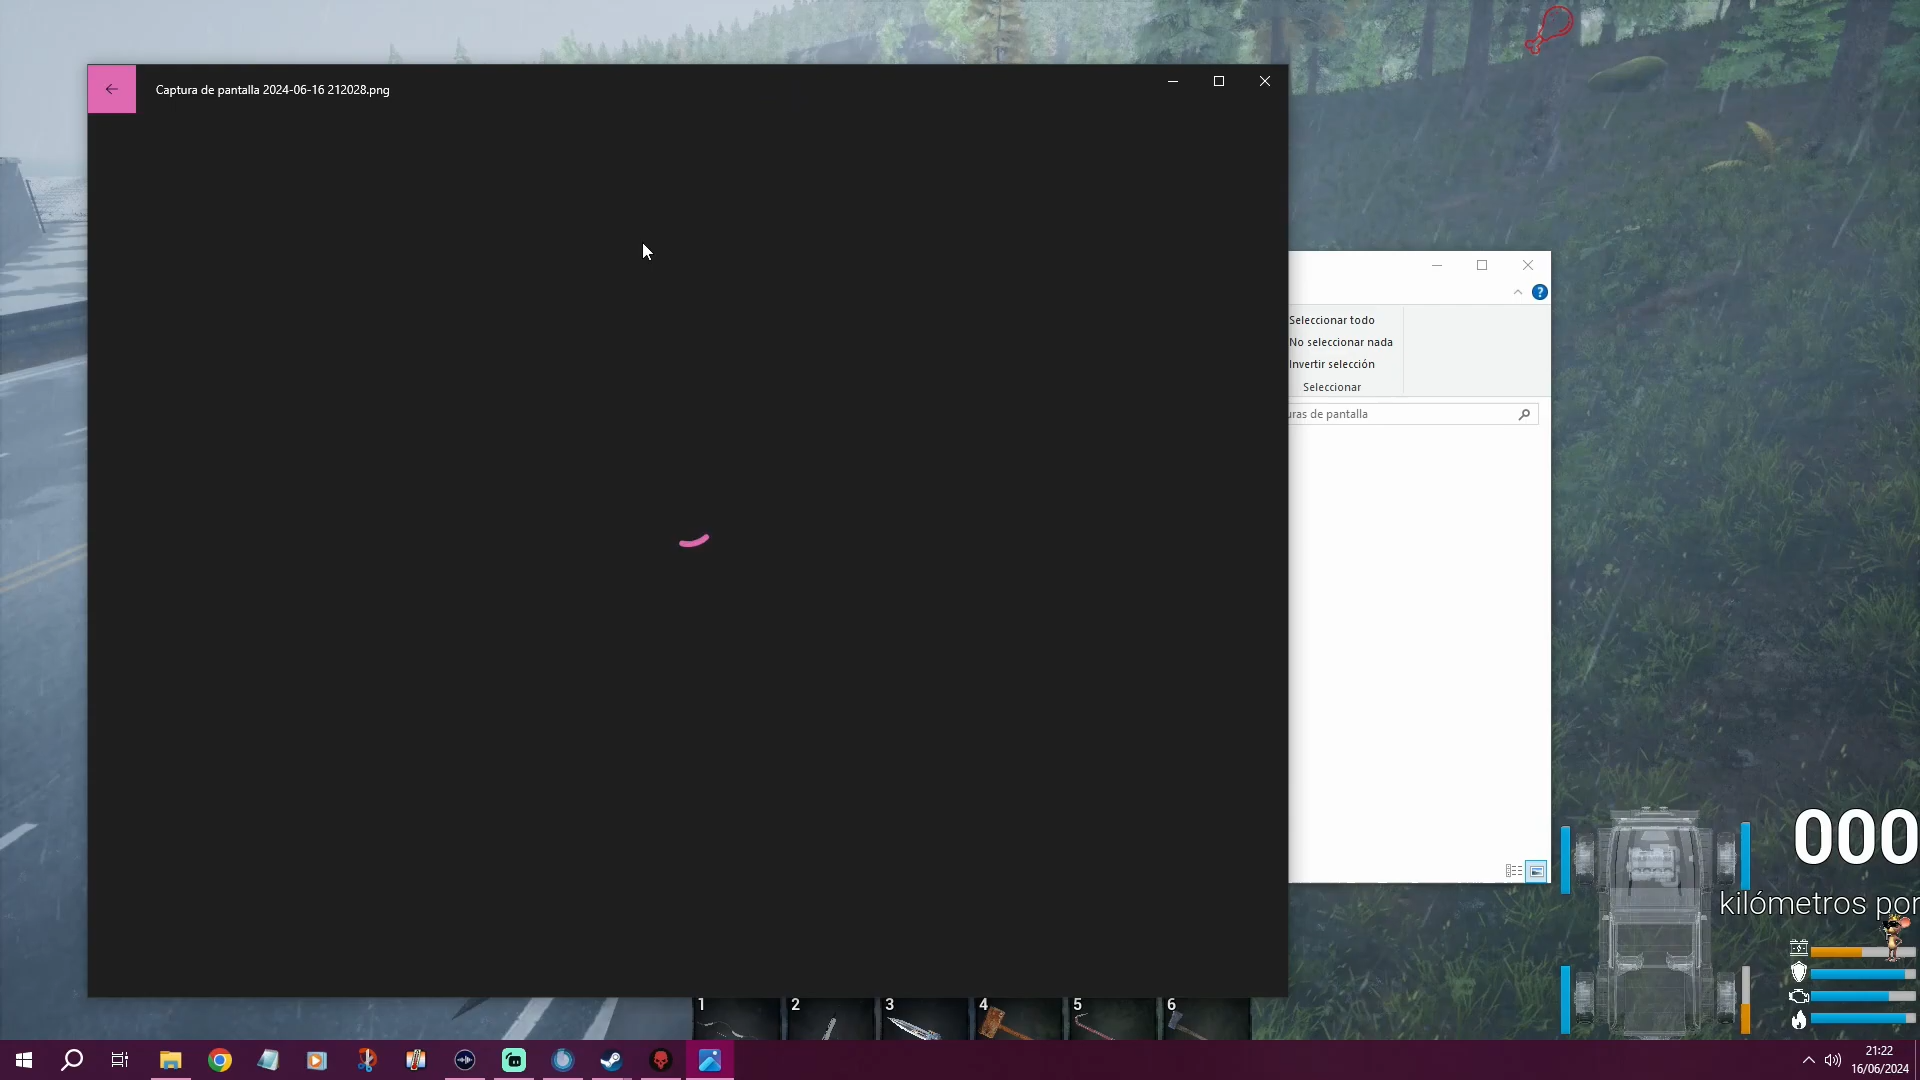 Captura de pantalla 2024-06-16 212028.png
?
Seleccionar todo
No seleccionar nada
Invertir selección
Seleccionar
uras de pantalla
000
kilómetros por
1 2 3 4 5 6
21:22
16/06/2024